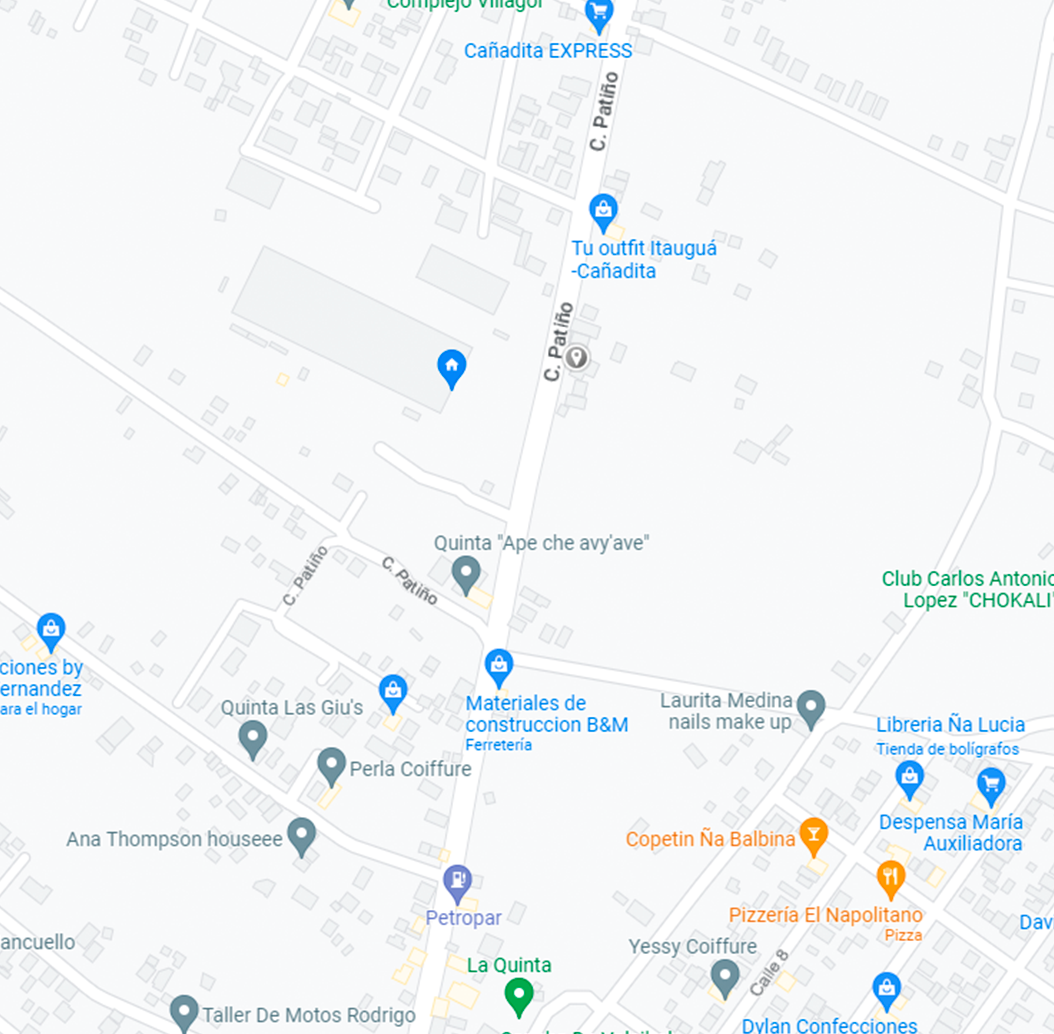 Complejo Villagol
Cañadita EXPRESS
C. Patiño
Tu outfit Itauguá
-Cañadita
C. Patiño
Quinta "Ape che avy'ave"
C. Patiño
C. Patiño
Club Carlos Antonio
Lopez "CHOKALI"
ciones by
ernandez
ara el hogar
Quinta Las Giu's
Materiales de
construccion B&M
Ferretería
Laurita Medina
nails make up
Libreria Ña Lucia
Tienda de bolígrafos
Perla Coiffure
Despensa María
Auxiliadora
Ana Thompson houseee
Copetin Ña Balbina
Petropar
Pizzería El Napolitano
Pizza
Davi
ancuello
Yessy Coiffure
La Quinta
Calle 8
Taller De Motos Rodrigo
Dylan Confecciones